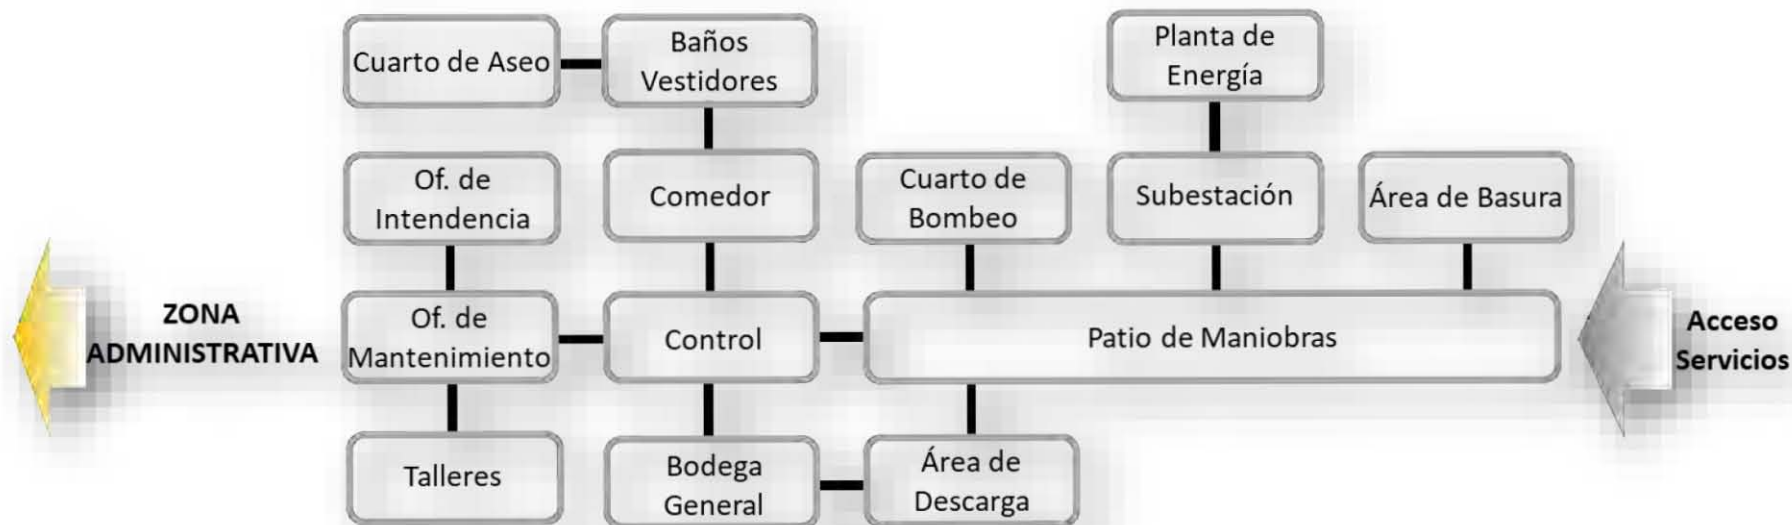 Cuarto de Aseo
Baños
Vestidores
Planta de
Energía
Of. de
Intendencia
Comedor
Cuarto de
Bombeo
Subestación
Área de Basura
ZONA
ADMINISTRATIVA
Of. de
Mantenimiento
Control
Patio de Maniobras
Acceso
Servicios
Talleres
Bodega
General
Área de
Descarga